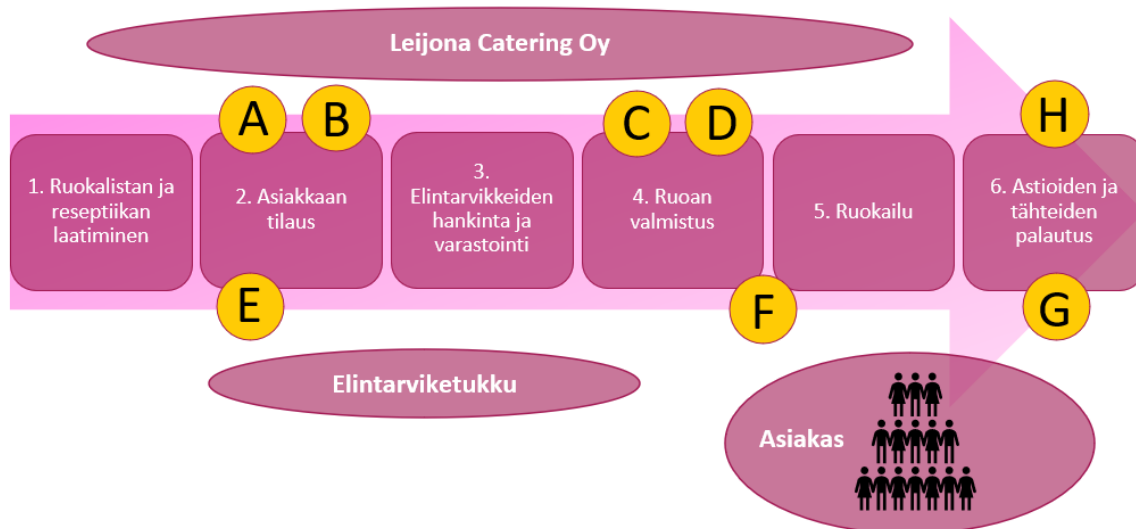 Leijona Catering Oy
A
B
C
D
H
1. Ruokalistan ja
reseptiikan
laatiminen
2. Asiakkaan
tilaus
3.
Elintarvikkeiden
hankinta ja
varastointi
4. Ruoan
valmistus
5. Ruokailu
6. Astioiden ja
tähteiden
palautus
E
F
G
Elintarviketukku
Asiakas